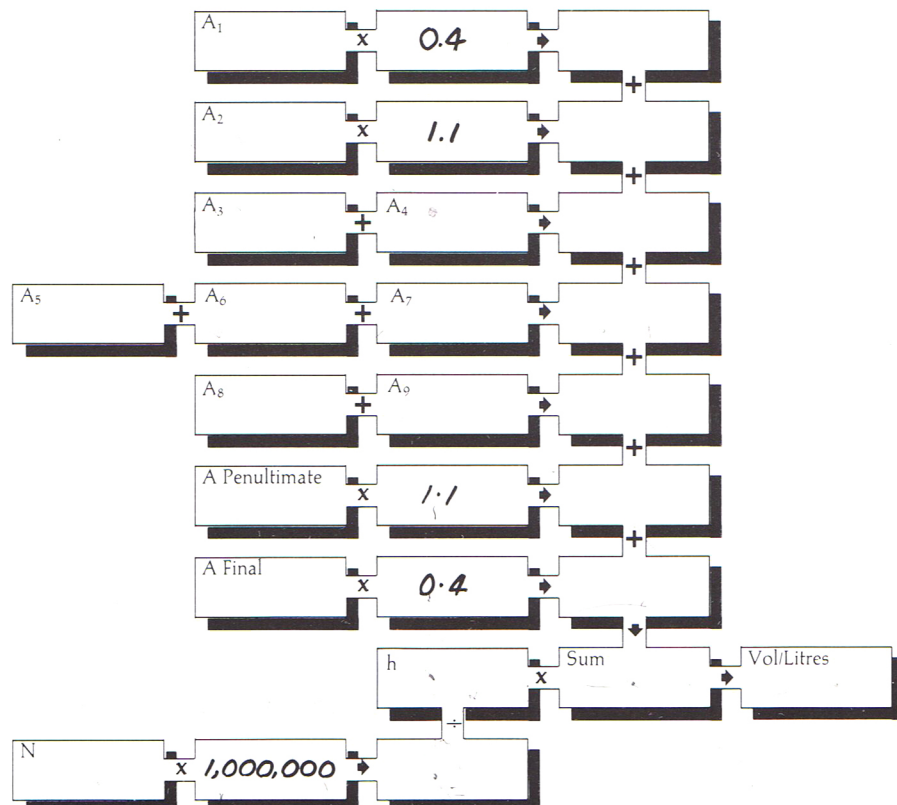 A1 x 0.4
+
A2 x 1.1
+
A3 + A4
+
A5 + A6 + A7
+
A8 + A9
+
A Penultimate x 1.1
+
A Final x 0.4
h x Sum Vol/Litres
÷
N x 1,000,000